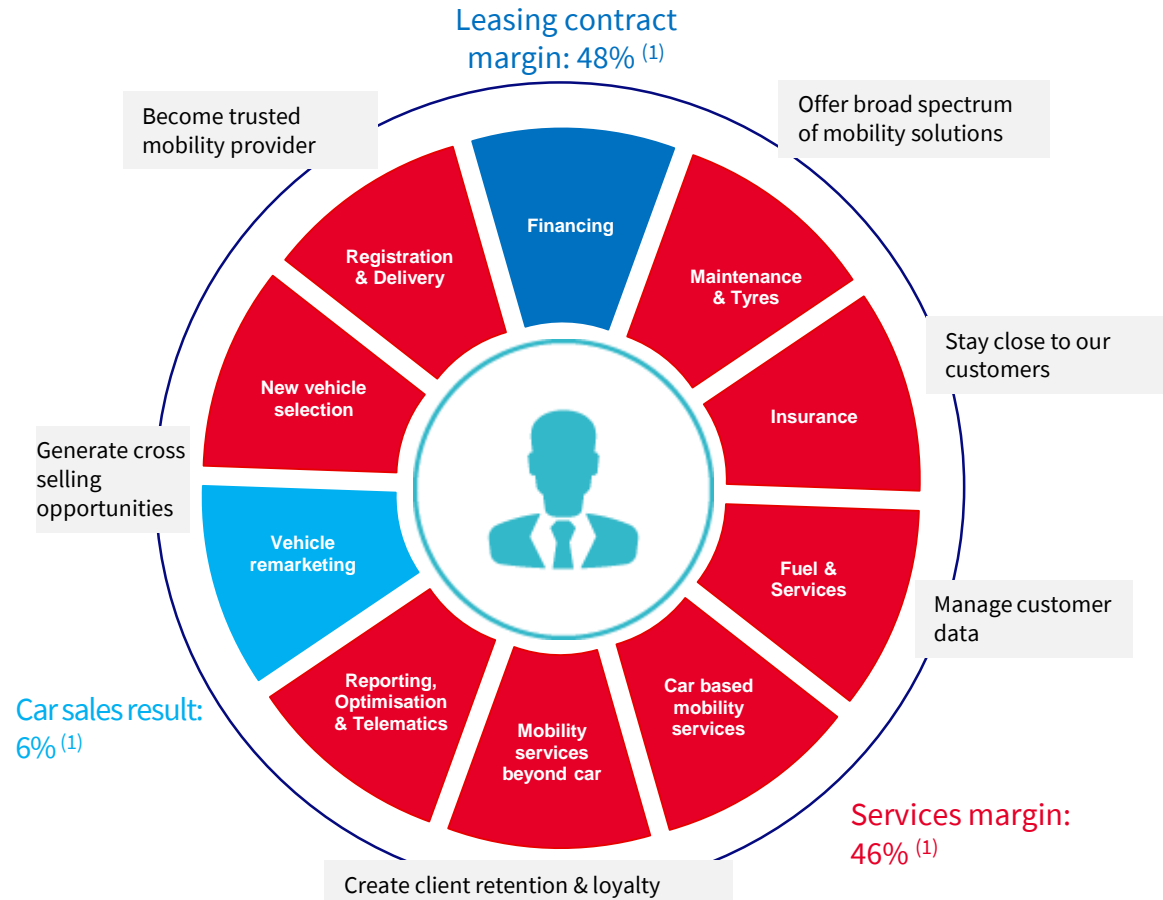 Leasing contract
margin: 48% (1)
Become trusted
mobility provider
Offer broad spectrum
of mobility solutions
Financing
Registration
& Delivery
Maintenance
& Tyres
Stay close to our
customers
New vehicle
selection
Insurance
Generate cross
selling
opportunities
Vehicle
remarketing
Fuel &
Services
Manage customer
data
Reporting,
Optimisation
& Telematics
Car based
mobility
services
Mobility
services
beyond car
Car sales result:
6% (1)
Services margin:
46% (1)
Create client retention & loyalty